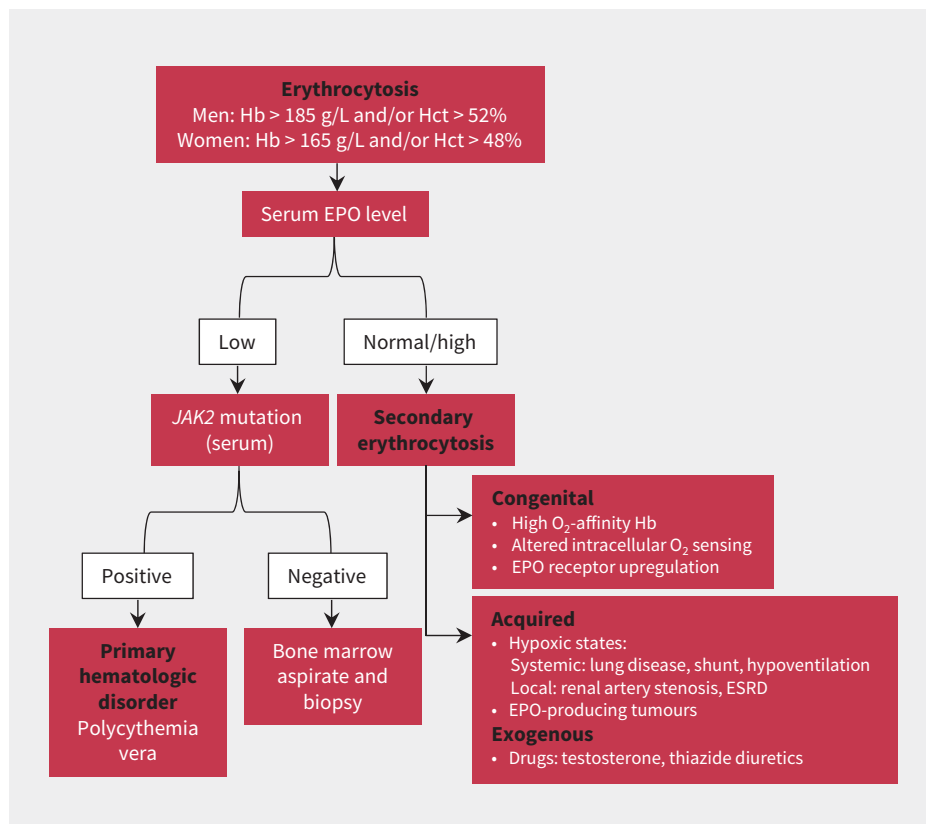 Erythrocytosis
Men: Hb > 185 g/L and/or Hct > 52%
Women: Hb > 165 g/L and/or Hct > 48%
Serum EPO level
Low
Normal/high
JAK2 mutation
(serum)
Secondary
erythrocytosis
Congenital
• High O₂-affinity Hb
• Altered intracellular O₂ sensing
• EPO receptor upregulation
Positive
Negative
Primary
hematologic
disorder
Polycythemia
vera
Bone marrow
aspirate and
biopsy
Acquired
• Hypoxic states:
Systemic: lung disease, shunt, hypoventilation
Local: renal artery stenosis, ESRD
• EPO-producing tumours
Exogenous
• Drugs: testosterone, thiazide diuretics